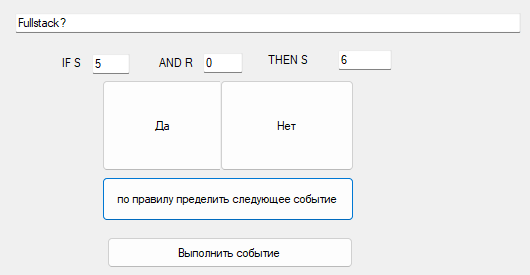 Fullstack?
IF S 5 AND R 0 THEN S 6
Да Нет
по правилу пределить следующее событие
Выполнить событие